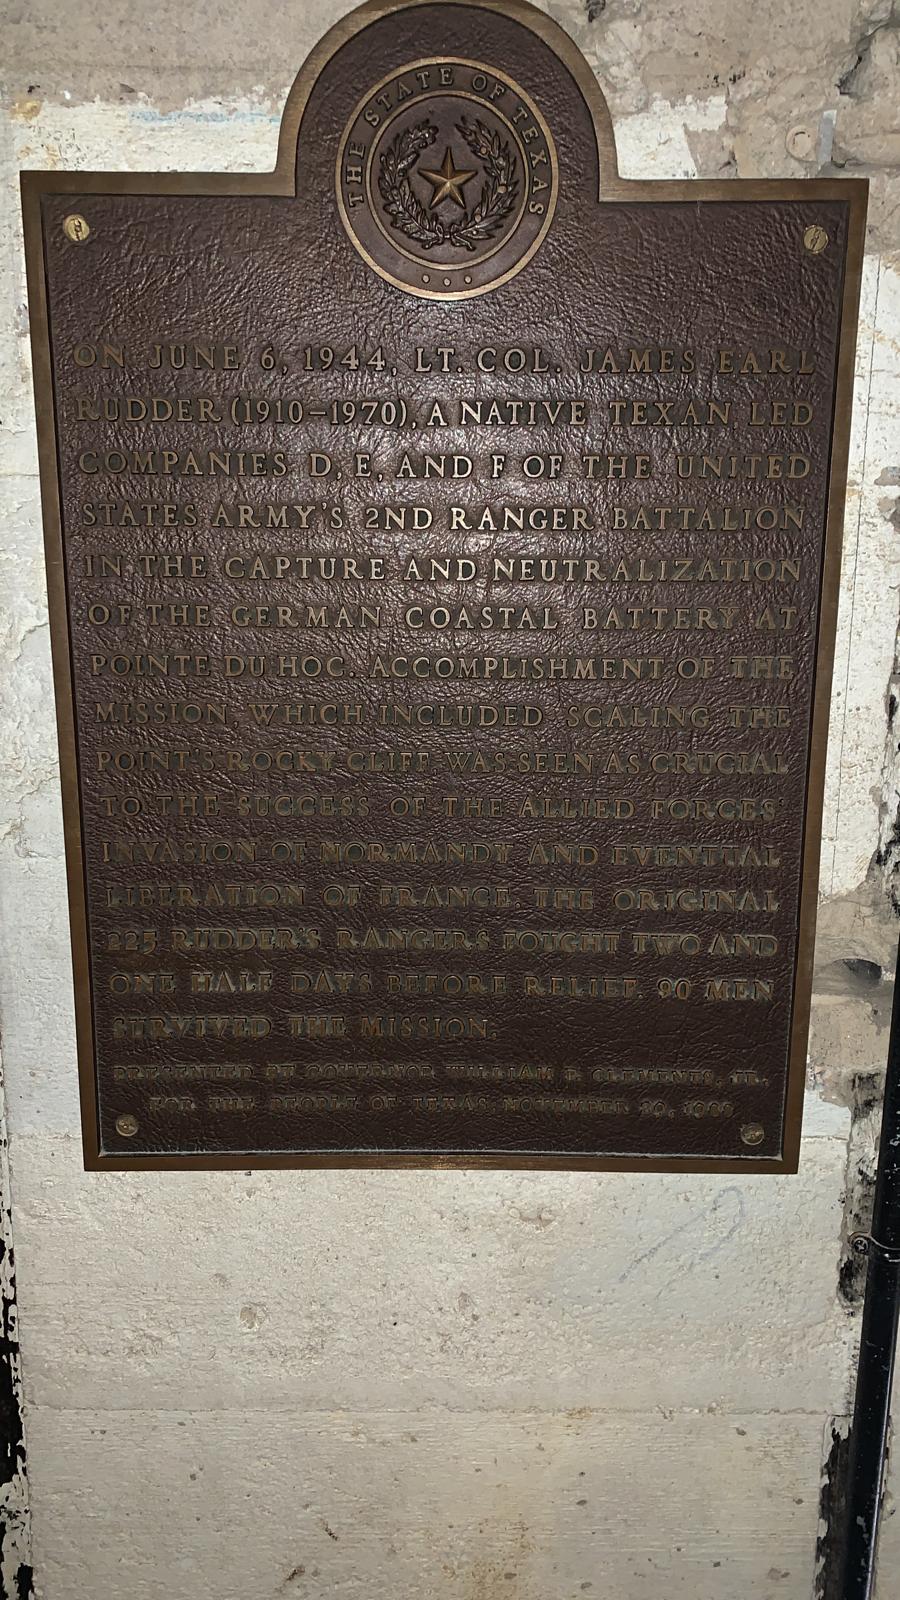 THE STATE OF TEXAS
ON JUNE 6, 1944, LT. COL. JAMES EARL
RUDDER (1910–1970), A NATIVE TEXAN LED
COMPANIES D, E, AND F OF THE UNITED
STATES ARMY'S 2ND RANGER BATTALION
IN THE CAPTURE AND NEUTRALIZATION
OF THE GERMAN COASTAL BATTERY AT
POINTE DU HOC. ACCOMPLISHMENT OF THE
MISSION, WHICH INCLUDED SCALING THE
POINT'S ROCKY CLIFF WAS SEEN AS CRUCIAL
TO THE SUCCESS OF THE ALLIED FORCES'
INVASION OF NORMANDY AND EVENTUAL
LIBERATION OF FRANCE. THE ORIGINAL
225 RUDDER'S RANGERS FOUGHT TWO AND
ONE HALF DAYS BEFORE RELIEF. 90 MEN
SURVIVED THE MISSION.
PRESENTED BY GOVERNOR WILLIAM P. CLEMENTS, JR.
FOR THE PEOPLE OF TEXAS, NOVEMBER